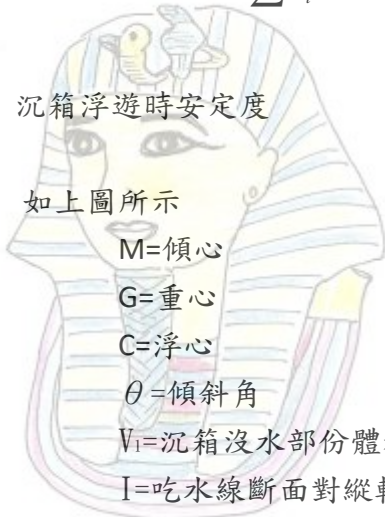 沉箱浮遊時安定度
如上圖所示
M=傾心
G=重心
C=浮心
θ=傾斜角
V₁=沉箱沒水部份體
I=吃水線斷面對縱